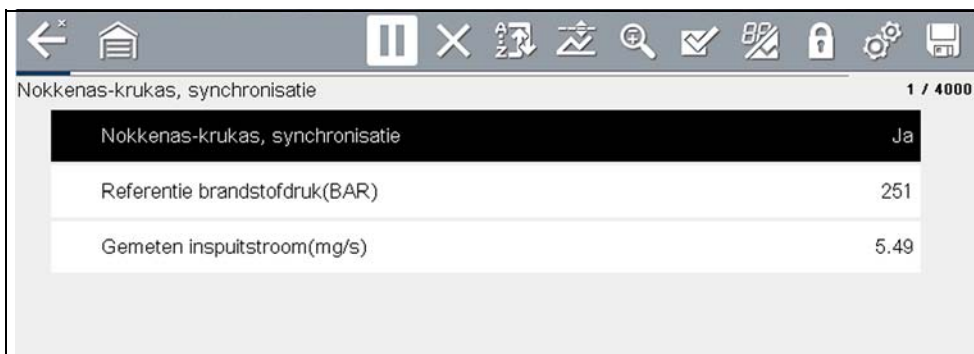 Nokkenas-krukas, synchronisatie 1 / 4000
Nokkenas-krukas, synchronisatie Ja
Referentie brandstofdruk(BAR) 251
Gemeten inspuitstroom(mg/s) 5.49